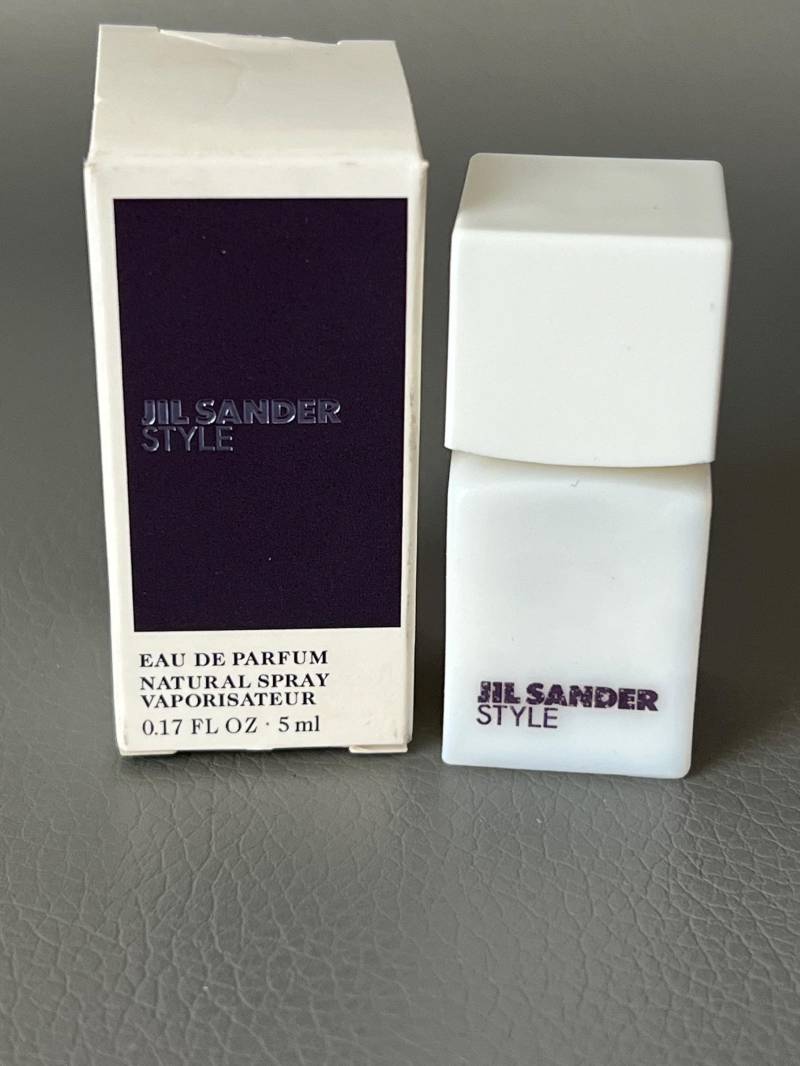 JIL SANDER
STYLE
EAU DE PARFUM
NATURAL SPRAY
VAPORISATEUR
0.17 FL OZ · 5 ml
JIL SANDER
STYLE